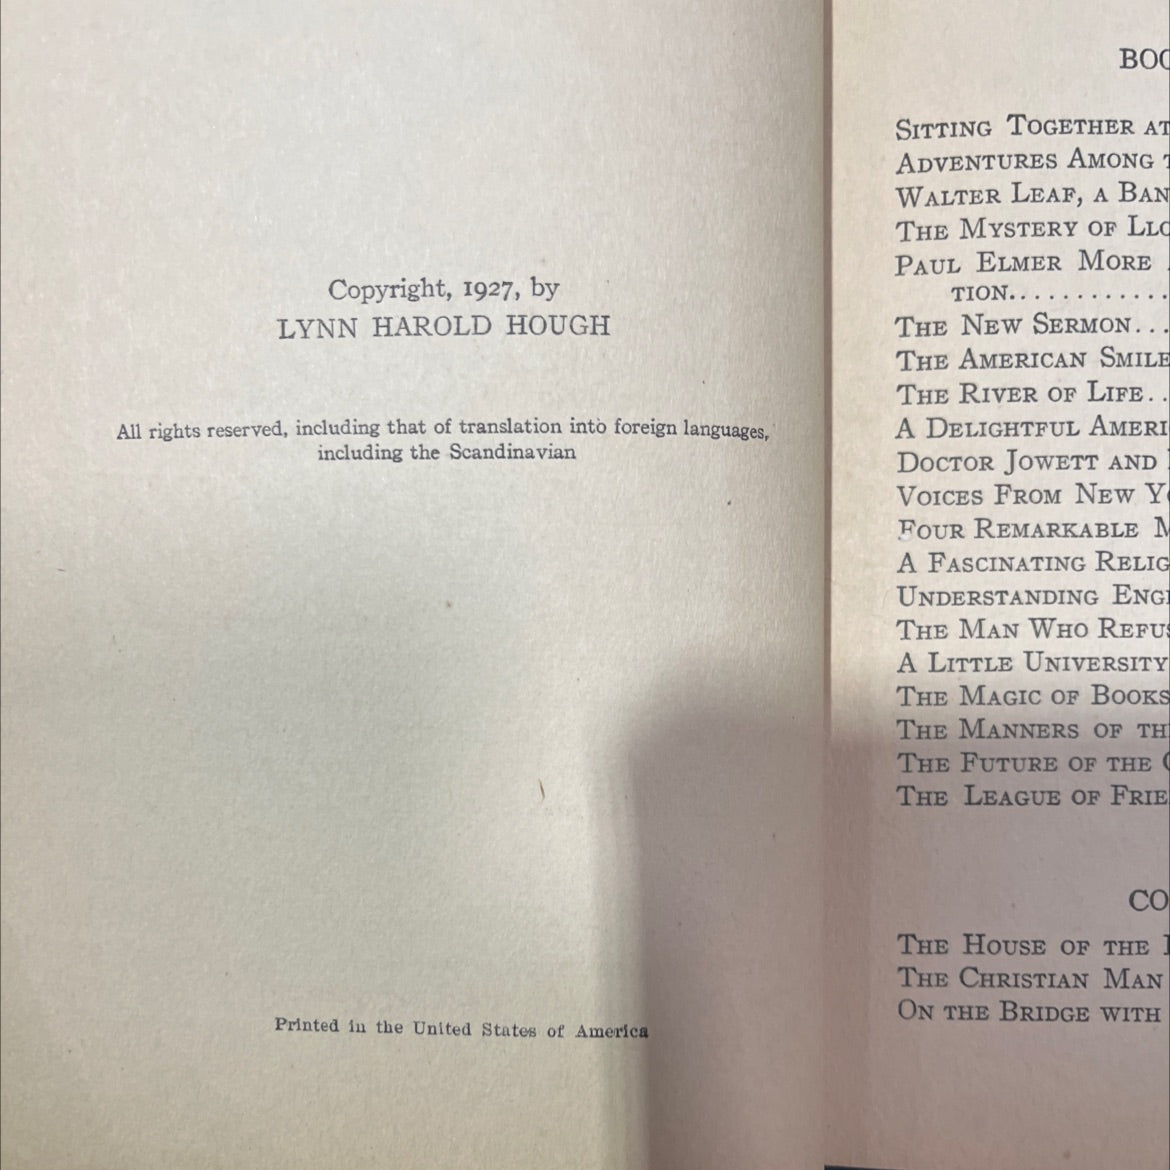 Copyright, 1927, by
LYNN HAROLD HOUGH
All rights reserved, including that of translation into foreign languages,
including the Scandinavian
Printed in the United States of America
BOO
SITTING TOGETHER AT
ADVENTURES AMONG
WALTER LEAF, A BAN
THE MYSTERY OF LLO
PAUL ELMER MORE
TION............
THE NEW SERMON...
THE AMERICAN SMILE
THE RIVER OF LIFE..
A DELIGHTFUL AMERI
DOCTOR JOWETT AND
VOICES FROM NEW YO
FOUR REMARKABLE M
A FASCINATING RELIG
UNDERSTANDING ENGL
THE MAN WHO REFUS
A LITTLE UNIVERSITY
THE MAGIC OF BOOKS
THE MANNERS OF TH
THE FUTURE OF THE
THE LEAGUE OF FRIE
CO
THE HOUSE OF THE
THE CHRISTIAN MAN
ON THE BRIDGE WITH